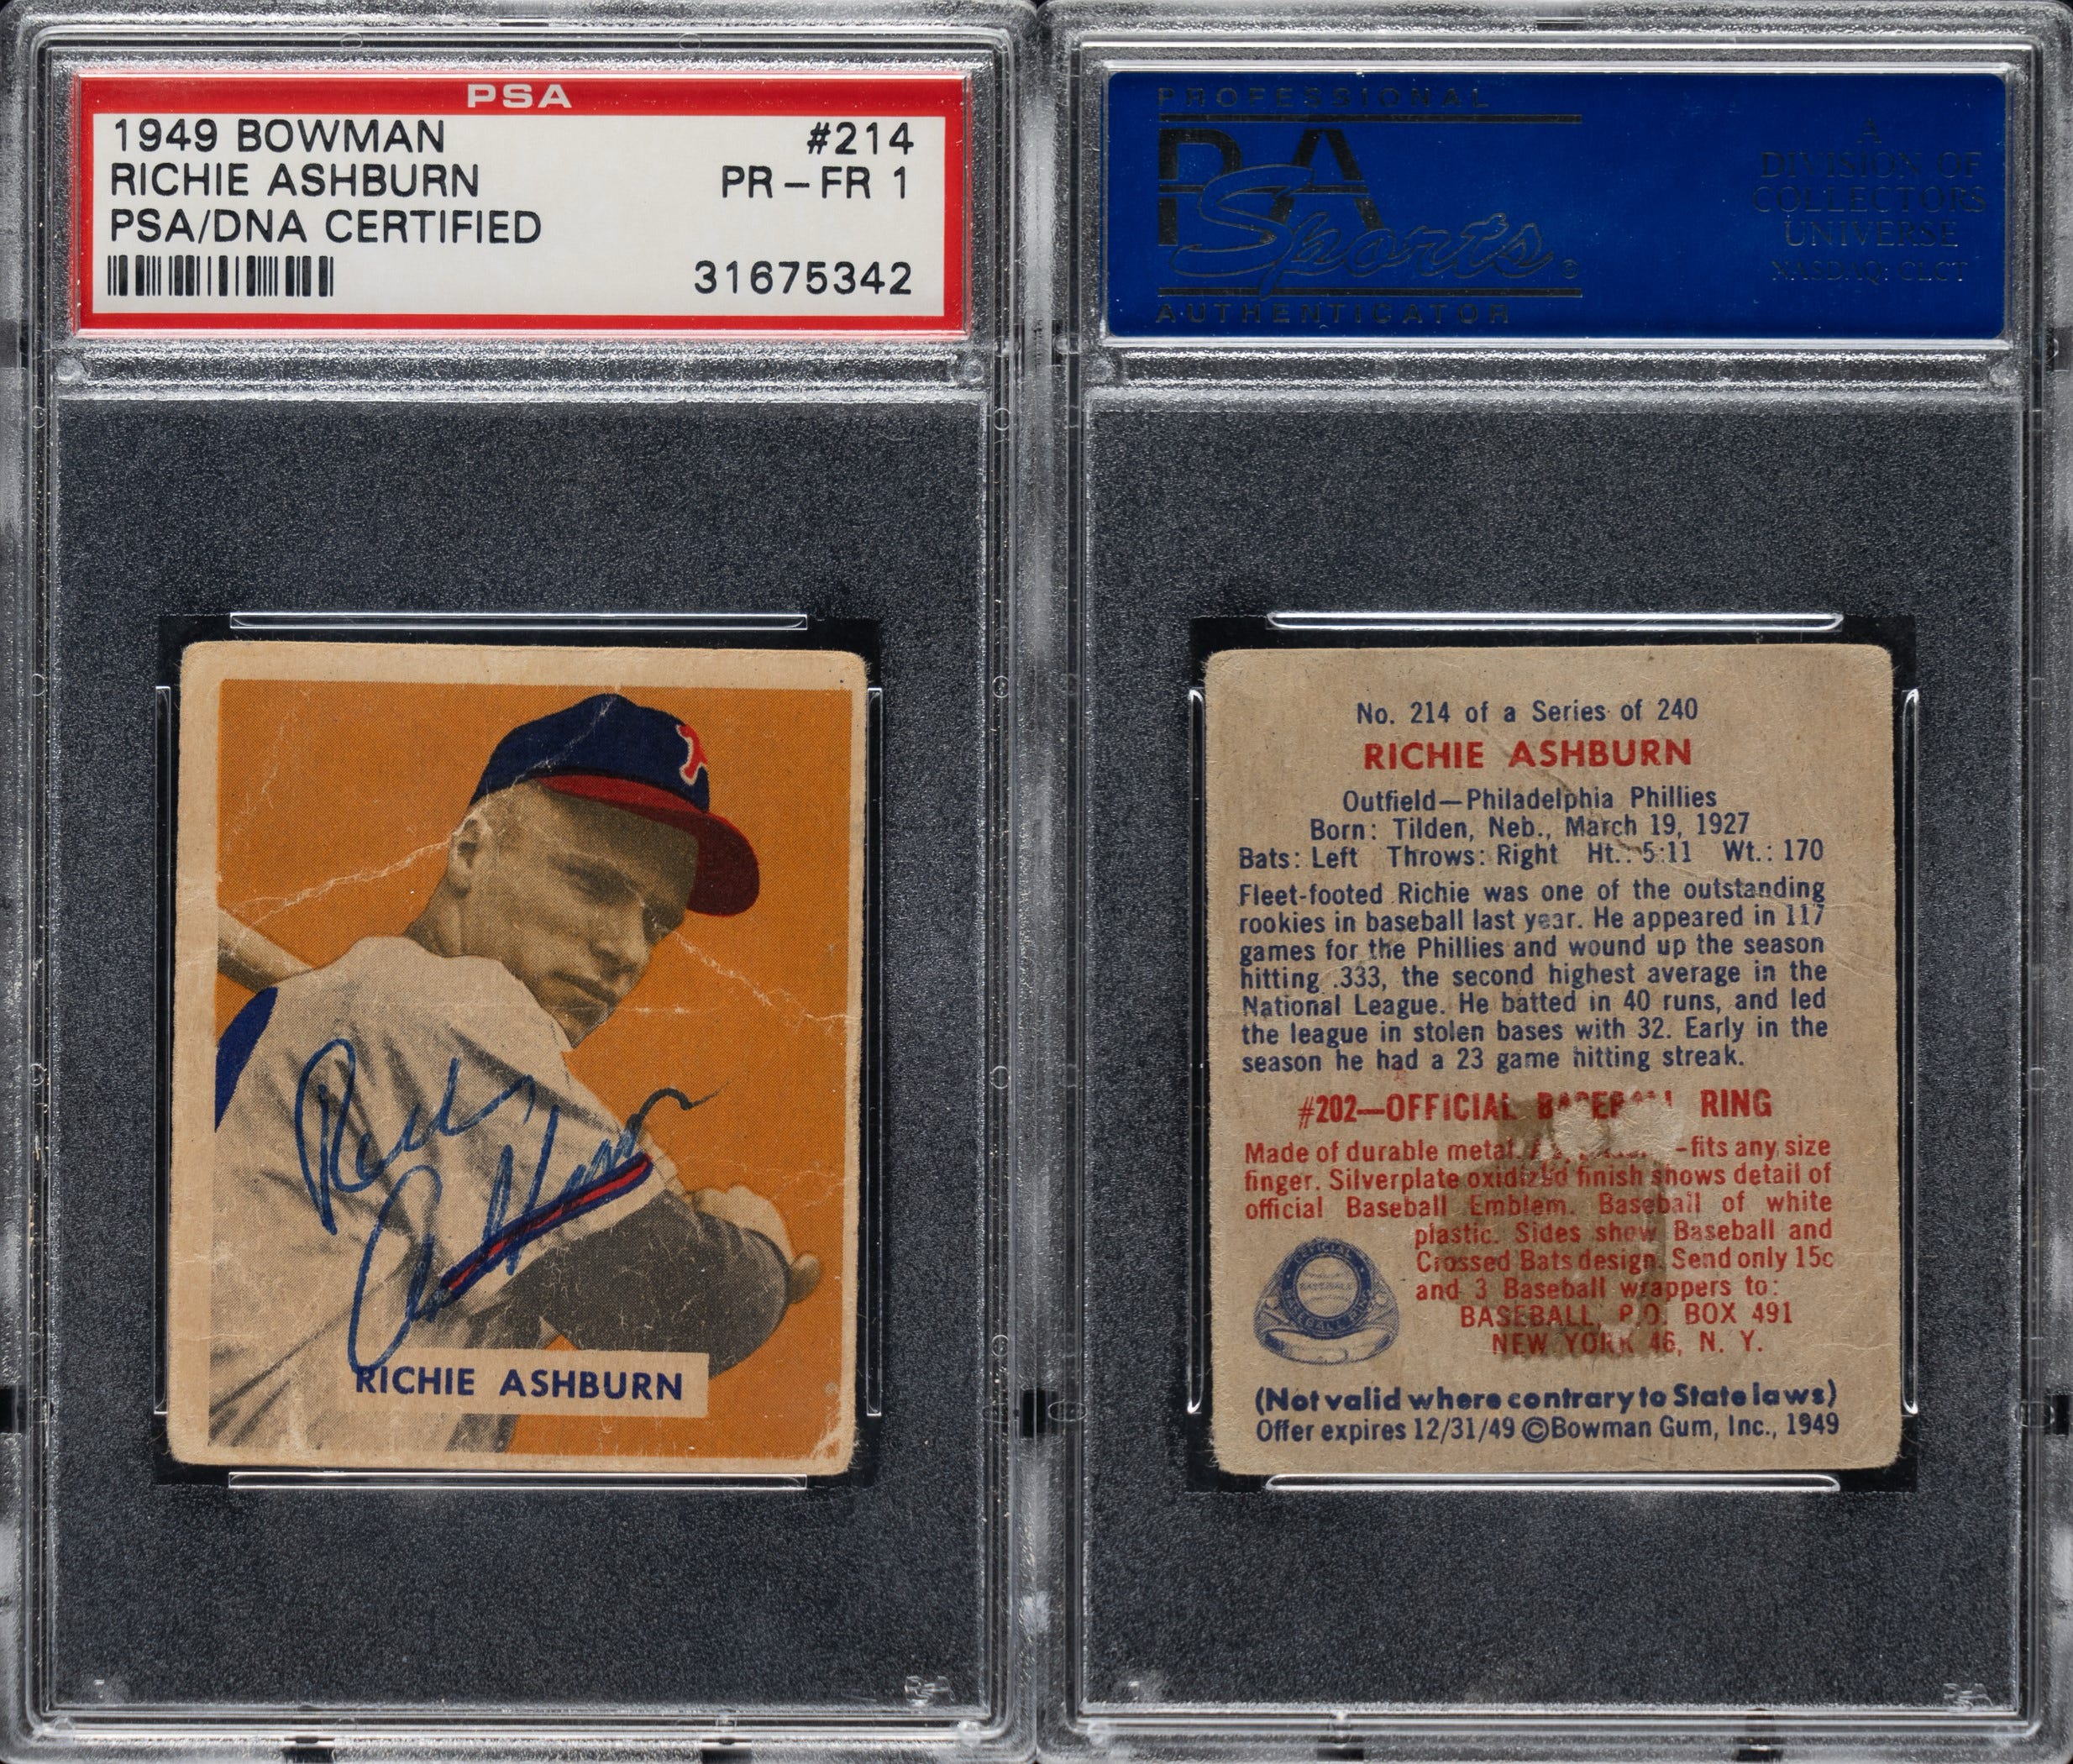 PSA
1949 BOWMAN #214
RICHIE ASHBURN PR-FR 1
PSA/DNA CERTIFIED
31675342
Ashburn
RICHIE ASHBURN
PROFESSIONAL
PSA
Sports®
AUTHENTICATOR
A
DIVISION OF
COLLECTORS
UNIVERSE
NASDAQ: CLCT
No. 214 of a Series of 240
RICHIE ASHBURN
Outfield—Philadelphia Phillies
Born: Tilden, Neb., March 19, 1927
Bats: Left Throws: Right Ht.: 5:11 Wt.: 170
Fleet-footed Richie was one of the outstanding
rookies in baseball last year. He appeared in 117
games for the Phillies and wound up the season
hitting .333, the second highest average in the
National League. He batted in 40 runs, and led
the league in stolen bases with 32. Early in the
season he had a 23 game hitting streak.
#202—OFFICIAL BASEBALL RING
Made of durable metal. -fits any size
finger. Silverplate oxidized finish shows detail of
official Baseball Emblem. Baseball of white
plastic. Sides show Baseball and
Crossed Bats design. Send only 15c
and 3 Baseball wrappers to:
BASEBALL, P.O. BOX 491
NEW YORK 46, N. Y.
(Not valid where contrary to State laws)
Offer expires 12/31/49 ©Bowman Gum, Inc., 1949